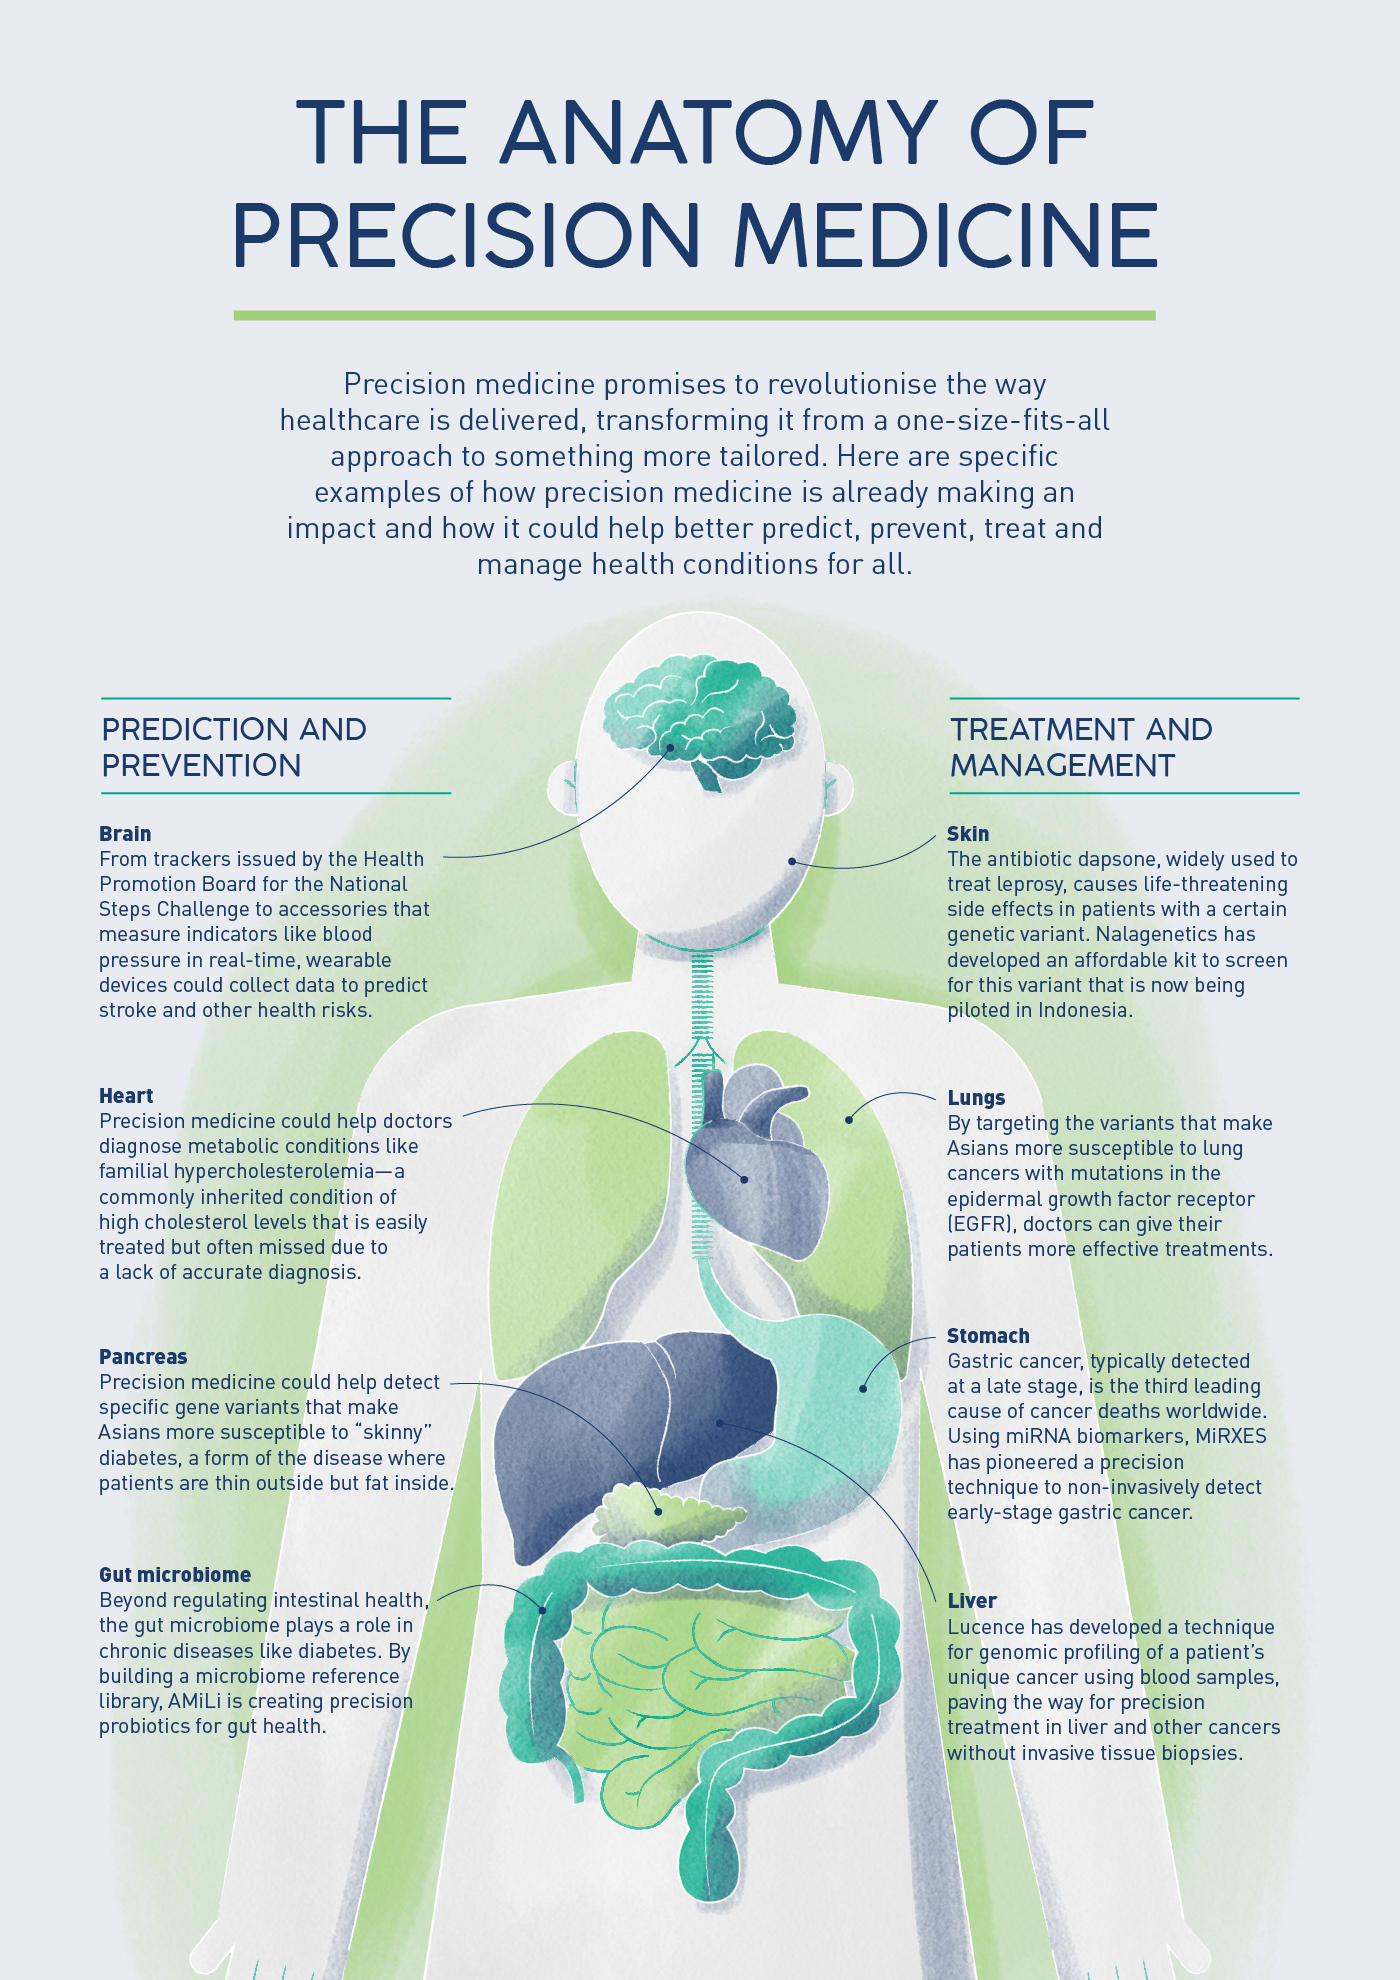 THE ANATOMY OF
PRECISION MEDICINE
Precision medicine promises to revolutionise the way
healthcare is delivered, transforming it from a one-size-fits-all
approach to something more tailored. Here are specific
examples of how precision medicine is already making an
impact and how it could help better predict, prevent, treat and
manage health conditions for all.
PREDICTION AND
PREVENTION
Brain
From trackers issued by the Health
Promotion Board for the National
Steps Challenge to accessories that
measure indicators like blood
pressure in real-time, wearable
devices could collect data to predict
stroke and other health risks.
Heart
Precision medicine could help doctors
diagnose metabolic conditions like
familial hypercholesterolemia—a
commonly inherited condition of
high cholesterol levels that is easily
treated but often missed due to
a lack of accurate diagnosis.
Pancreas
Precision medicine could help detect
specific gene variants that make
Asians more susceptible to “skinny”
diabetes, a form of the disease where
patients are thin outside but fat inside.
Gut microbiome
Beyond regulating intestinal health,
the gut microbiome plays a role in
chronic diseases like diabetes. By
building a microbiome reference
library, AMiLi is creating precision
probiotics for gut health.
TREATMENT AND
MANAGEMENT
Skin
The antibiotic dapsone, widely used to
treat leprosy, causes life-threatening
side effects in patients with a certain
genetic variant. Nalagenetics has
developed an affordable kit to screen
for this variant that is now being
piloted in Indonesia.
Lungs
By targeting the variants that make
Asians more susceptible to lung
cancers with mutations in the
epidermal growth factor receptor
(EGFR), doctors can give their
patients more effective treatments.
Stomach
Gastric cancer, typically detected
at a late stage, is the third leading
cause of cancer deaths worldwide.
Using miRNA biomarkers, MiRXES
has pioneered a precision
technique to non-invasively detect
early-stage gastric cancer.
Liver
Lucence has developed a technique
for genomic profiling of a patient’s
unique cancer using blood samples,
paving the way for precision
treatment in liver and other cancers
without invasive tissue biopsies.